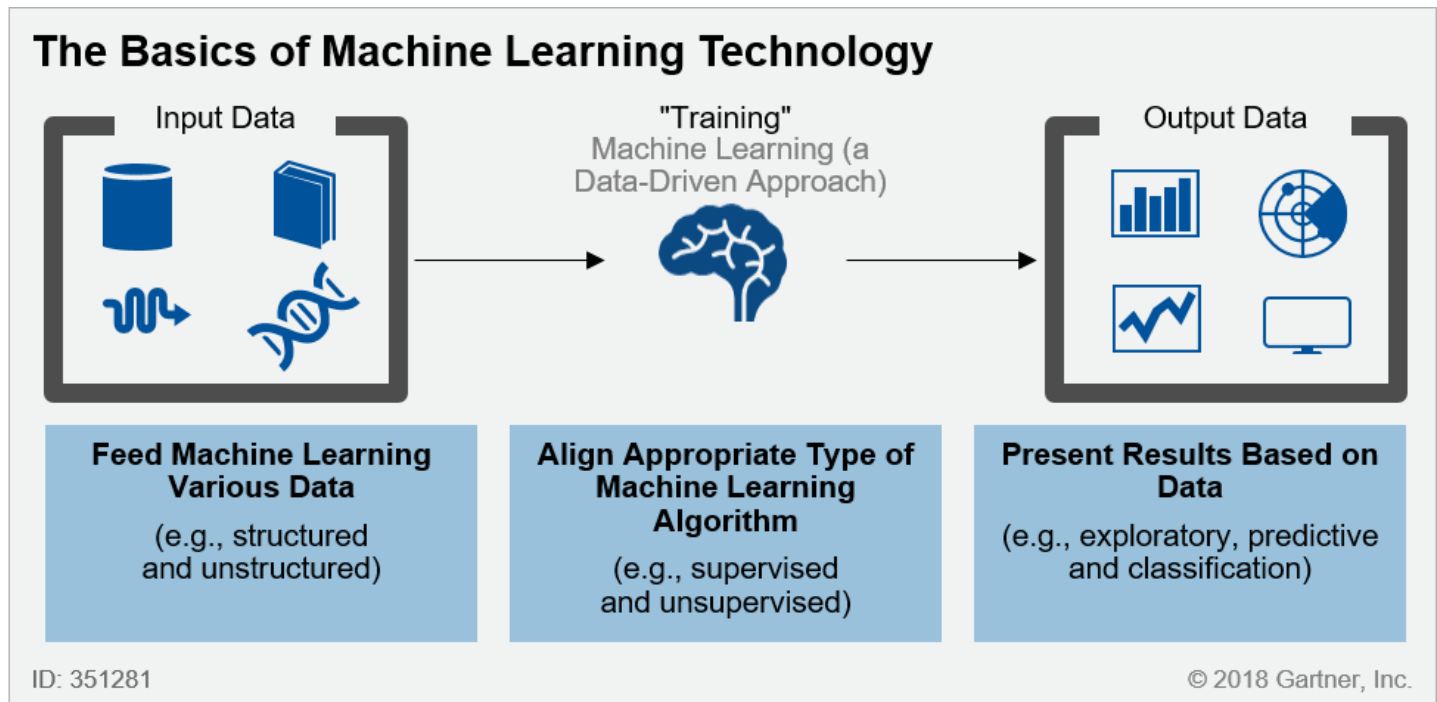 The Basics of Machine Learning Technology
Input Data
"Training"
Machine Learning (a
Data-Driven Approach)
Output Data
Feed Machine Learning
Various Data
(e.g., structured
and unstructured)
Align Appropriate Type of
Machine Learning
Algorithm
(e.g., supervised
and unsupervised)
Present Results Based on
Data
(e.g., exploratory, predictive
and classification)
ID: 351281
© 2018 Gartner, Inc.